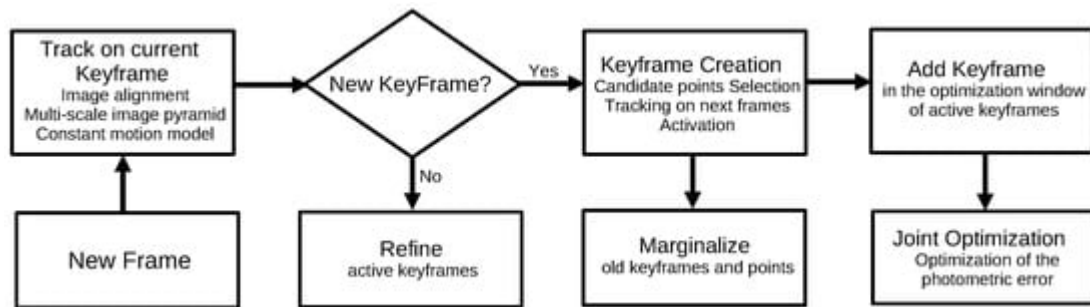 Track on current
Keyframe
Image alignment
Multi-scale image pyramid
Constant motion model
New KeyFrame?
Yes
Keyframe Creation
Candidate points Selection
Tracking on next frames
Activation
Add Keyframe
in the optimization window
of active keyframes
No
New Frame
Refine
active keyframes
Marginalize
old keyframes and points
Joint Optimization
Optimization of the
photometric error